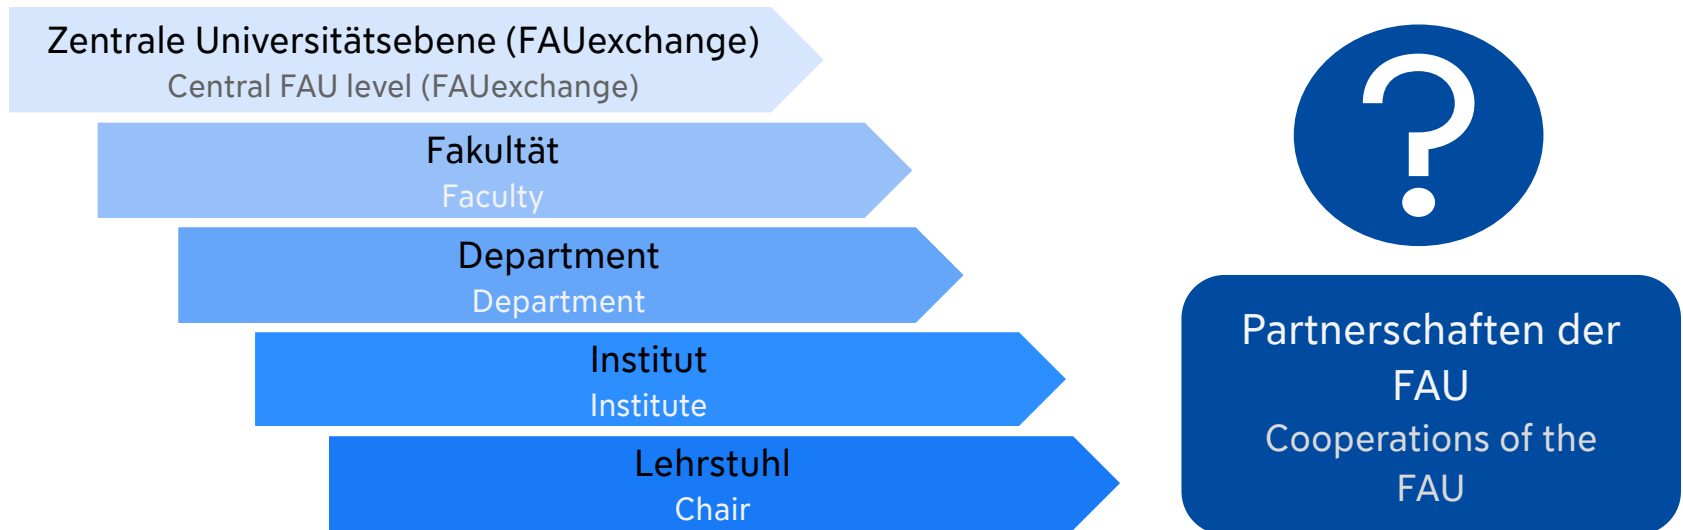 Zentrale Universitätsebene (FAUexchange)
Central FAU level (FAUexchange)
Fakultät
Faculty
Department
Department
Institut
Institute
Lehrstuhl
Chair
?
Partnerschaften der
FAU
Cooperations of the
FAU